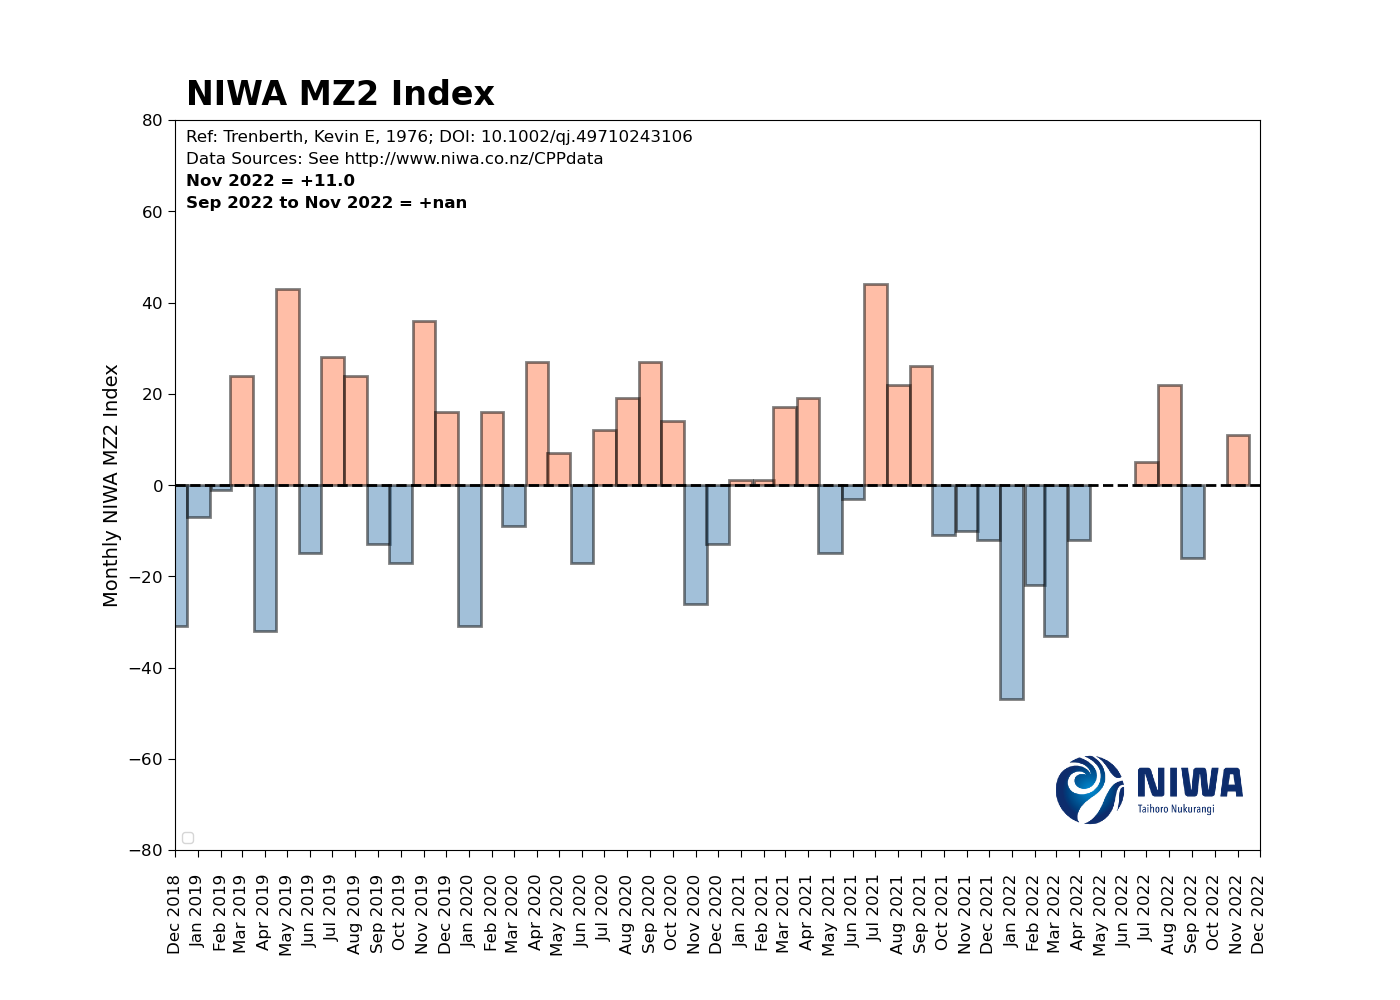 NIWA MZ2 Index
Ref: Trenberth, Kevin E, 1976; DOI: 10.1002/qj.49710243106
Data Sources: See http://www.niwa.co.nz/CPPdata
Nov 2022 = +11.0
Sep 2022 to Nov 2022 = +nan
Monthly NIWA MZ2 Index
80
60
40
20
0
−20
−40
−60
−80
NIWA
Taihoro Nukurangi
Dec 2018
Jan 2019
Feb 2019
Mar 2019
Apr 2019
May 2019
Jun 2019
Jul 2019
Aug 2019
Sep 2019
Oct 2019
Nov 2019
Dec 2019
Jan 2020
Feb 2020
Mar 2020
Apr 2020
May 2020
Jun 2020
Jul 2020
Aug 2020
Sep 2020
Oct 2020
Nov 2020
Dec 2020
Jan 2021
Feb 2021
Mar 2021
Apr 2021
May 2021
Jun 2021
Jul 2021
Aug 2021
Sep 2021
Oct 2021
Nov 2021
Dec 2021
Jan 2022
Feb 2022
Mar 2022
Apr 2022
May 2022
Jun 2022
Jul 2022
Aug 2022
Sep 2022
Oct 2022
Nov 2022
Dec 2022